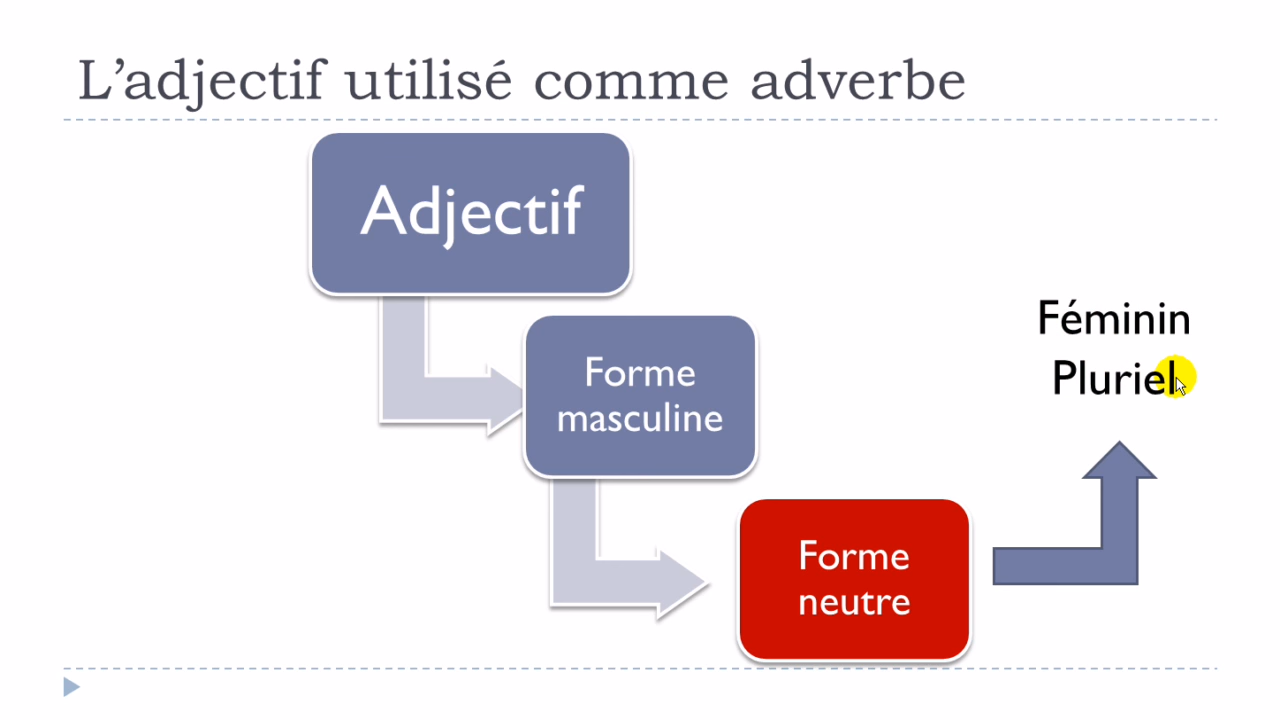 L’adjectif utilisé comme adverbe
Adjectif
Forme
masculine
Féminin
Pluriel
Forme
neutre